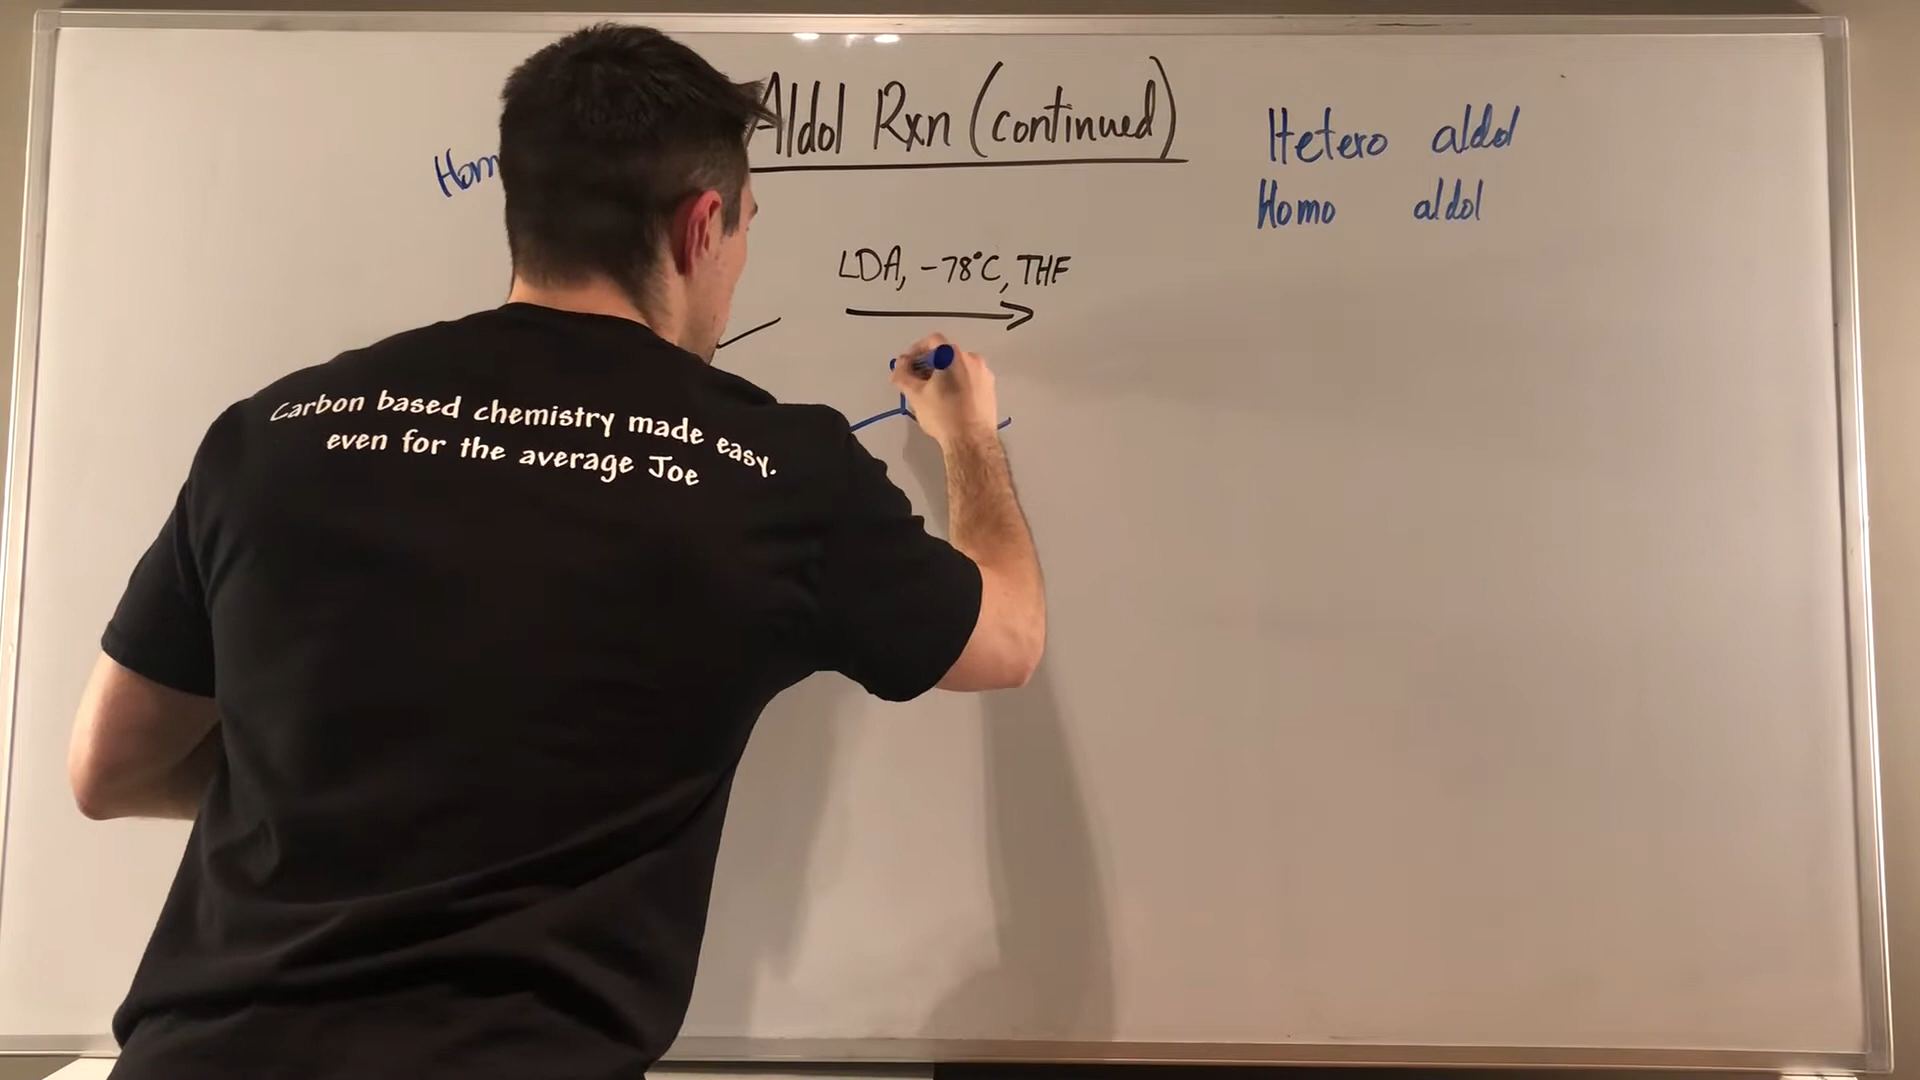 Aldol Rxn (continued)
Hetero aldol
Homo aldol
LDA, -78°C, THF
Carbon based chemistry made easy.
even for the average Joe